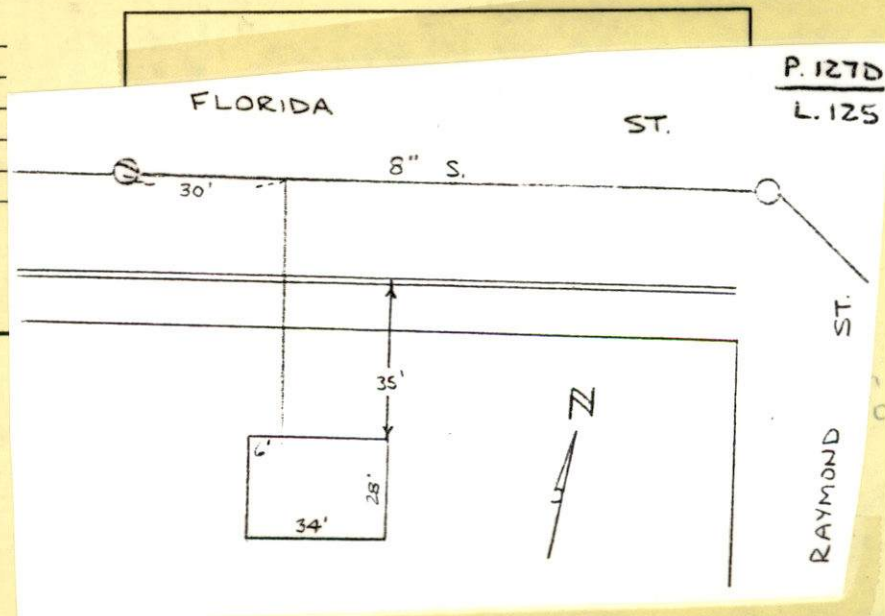 P. 127D
L. 125
FLORIDA ST.
8" S.
30'
ST.
RAYMOND
35'
N
6'
28'
34'